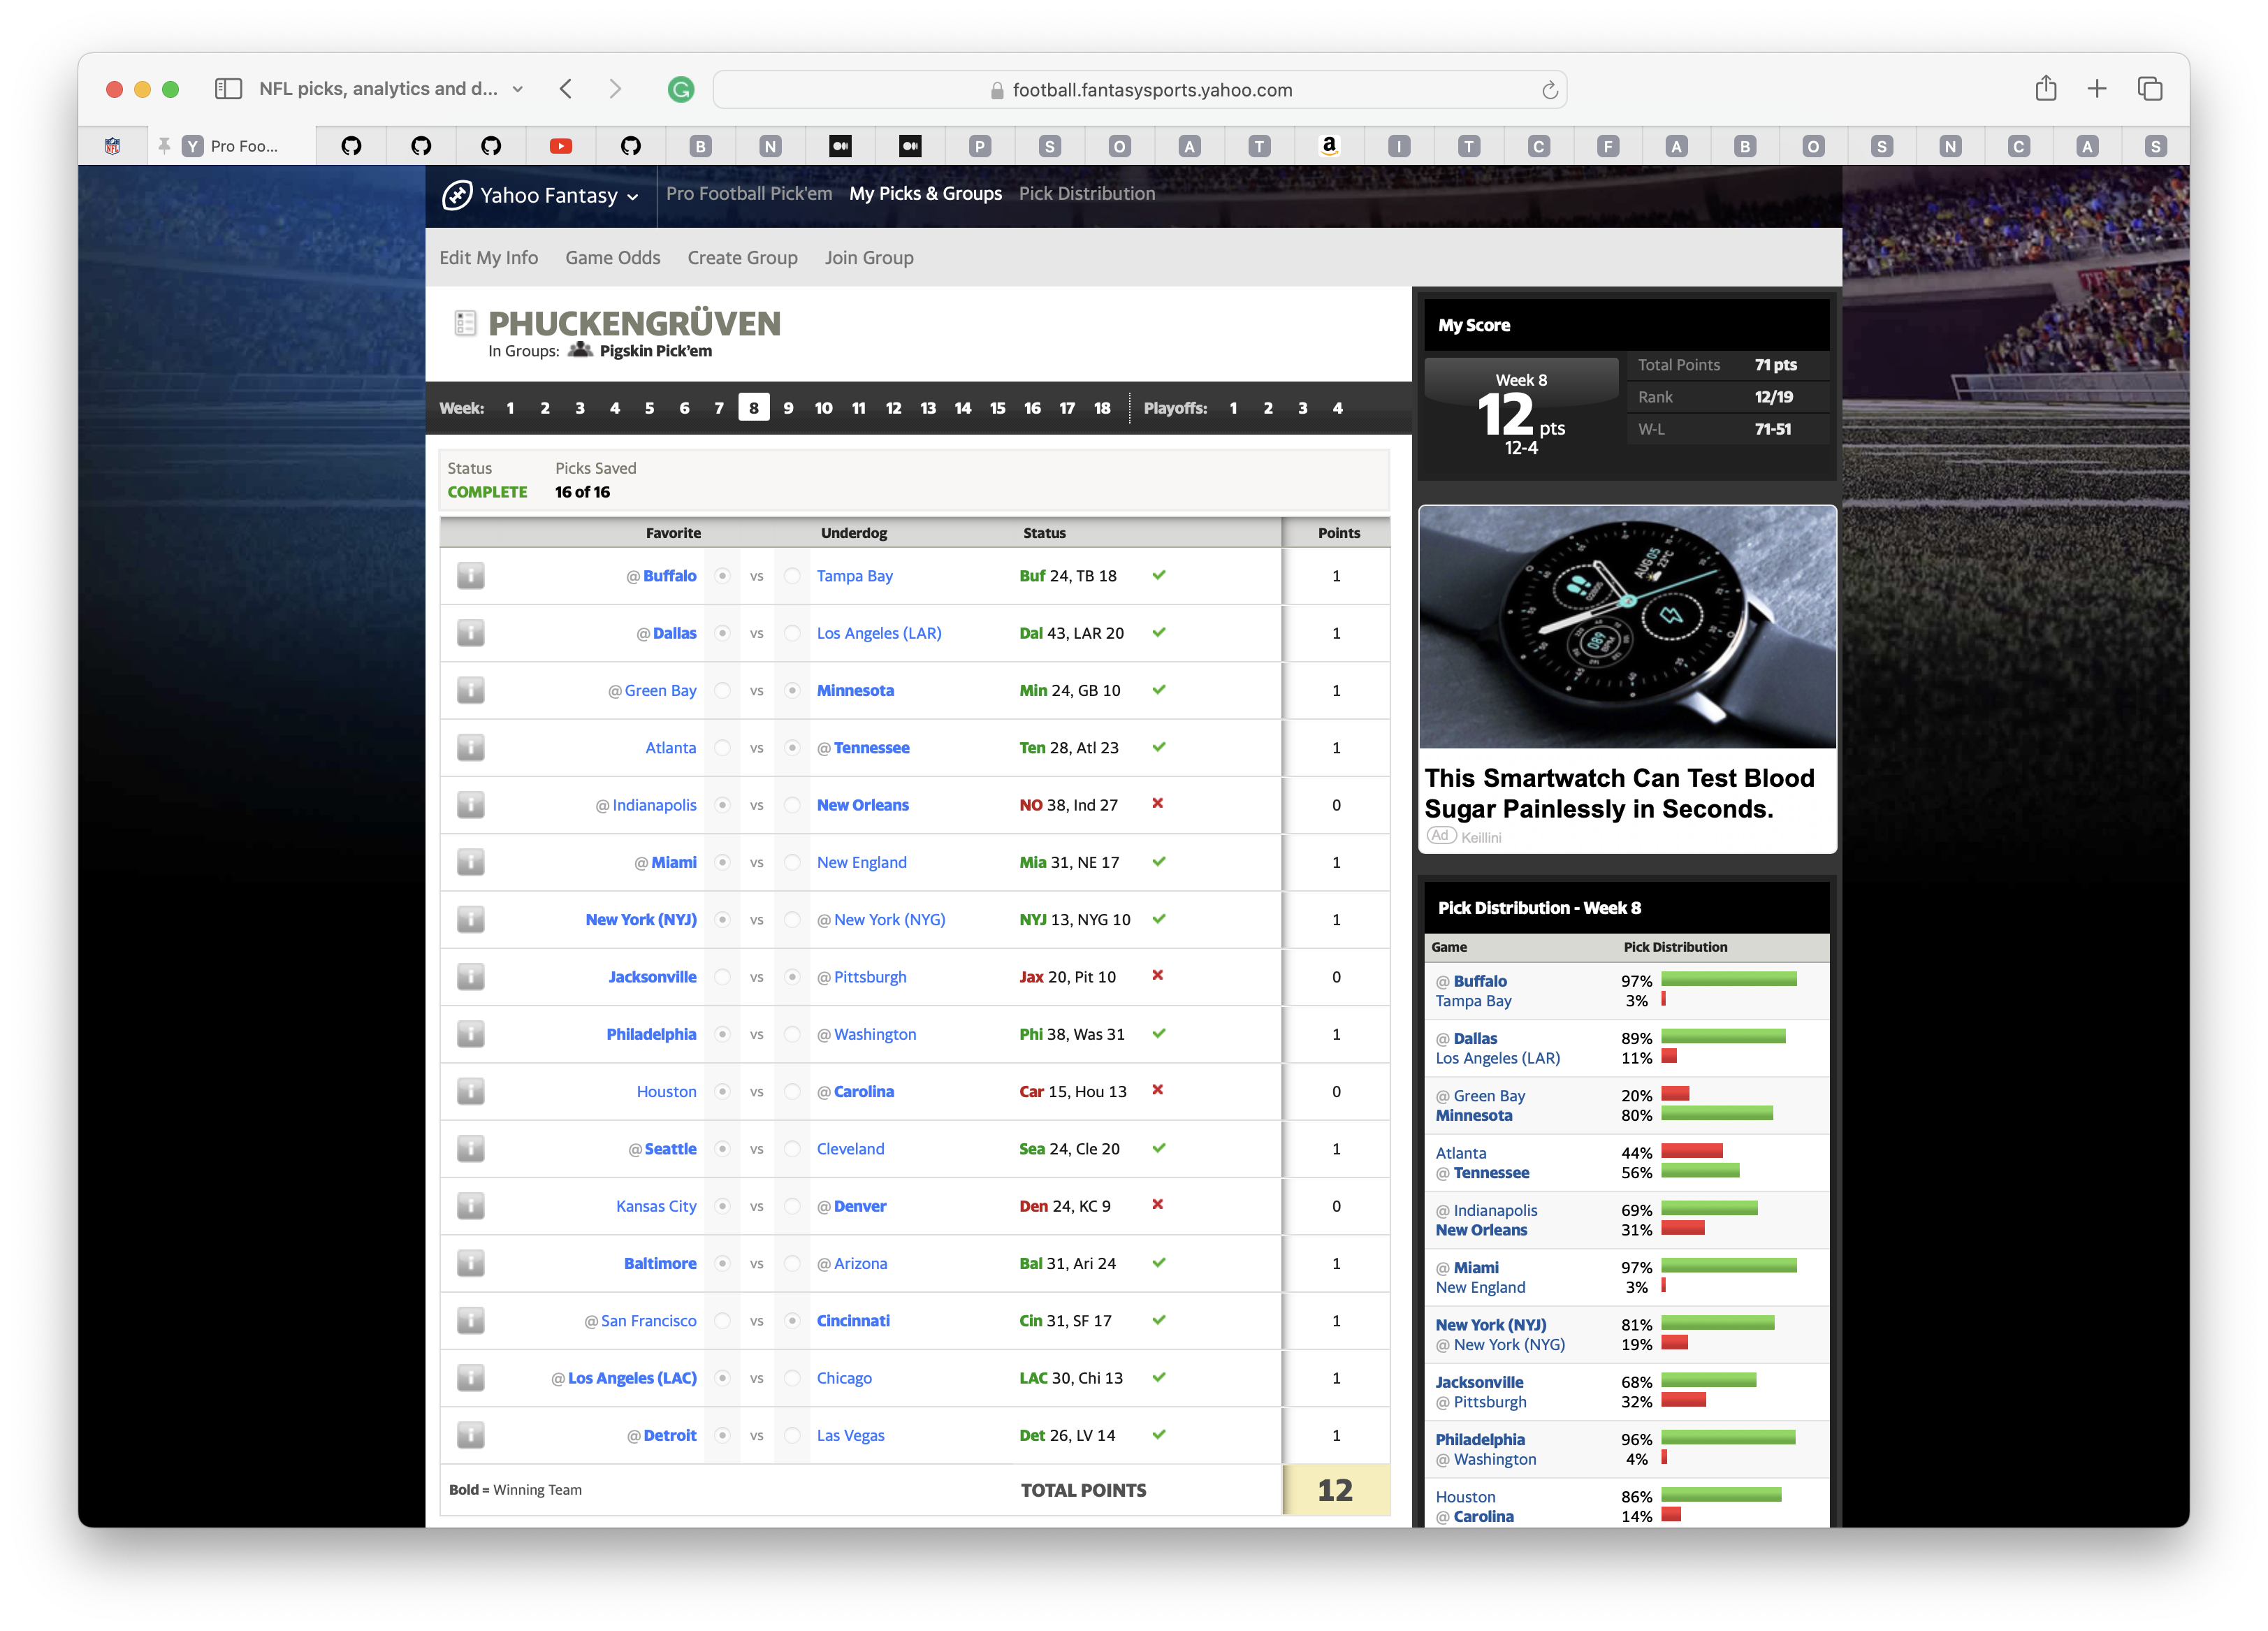 NFL picks, analytics and d...
football.fantasysports.yahoo.com
NFL Y Pro Foo... B N P S O A T a I T C F A B O S N C A S
Yahoo Fantasy Pro Football Pick'em My Picks & Groups Pick Distribution
Edit My Info Game Odds Create Group Join Group
PHUCKENGRÜVEN
In Groups: Pigskin Pick'em
Week: 1 2 3 4 5 6 7 8 9 10 11 12 13 14 15 16 17 18 Playoffs: 1 2 3 4
Status Picks Saved
COMPLETE 16 of 16
Favorite Underdog Status Points
@ Buffalo vs Tampa Bay Buf 24, TB 18 1
@ Dallas vs Los Angeles (LAR) Dal 43, LAR 20 1
@ Green Bay vs Minnesota Min 24, GB 10 1
Atlanta vs @ Tennessee Ten 28, Atl 23 1
@ Indianapolis vs New Orleans NO 38, Ind 27 0
@ Miami vs New England Mia 31, NE 17 1
New York (NYJ) vs @ New York (NYG) NYJ 13, NYG 10 1
Jacksonville vs @ Pittsburgh Jax 20, Pit 10 0
Philadelphia vs @ Washington Phi 38, Was 31 1
Houston vs @ Carolina Car 15, Hou 13 0
@ Seattle vs Cleveland Sea 24, Cle 20 1
Kansas City vs @ Denver Den 24, KC 9 0
Baltimore vs @ Arizona Bal 31, Ari 24 1
@ San Francisco vs Cincinnati Cin 31, SF 17 1
@ Los Angeles (LAC) vs Chicago LAC 30, Chi 13 1
@ Detroit vs Las Vegas Det 26, LV 14 1
Bold = Winning Team TOTAL POINTS 12
My Score
Week 8
12 pts
12-4
Total Points 71 pts
Rank 12/19
W-L 71-51
AUG 05
23°C
089
This Smartwatch Can Test Blood
Sugar Painlessly in Seconds.
Ad Keillini
Pick Distribution - Week 8
Game Pick Distribution
@ Buffalo 97%
Tampa Bay 3%
@ Dallas 89%
Los Angeles (LAR) 11%
@ Green Bay 20%
Minnesota 80%
Atlanta 44%
@ Tennessee 56%
@ Indianapolis 69%
New Orleans 31%
@ Miami 97%
New England 3%
New York (NYJ) 81%
@ New York (NYG) 19%
Jacksonville 68%
@ Pittsburgh 32%
Philadelphia 96%
@ Washington 4%
Houston 86%
@ Carolina 14%